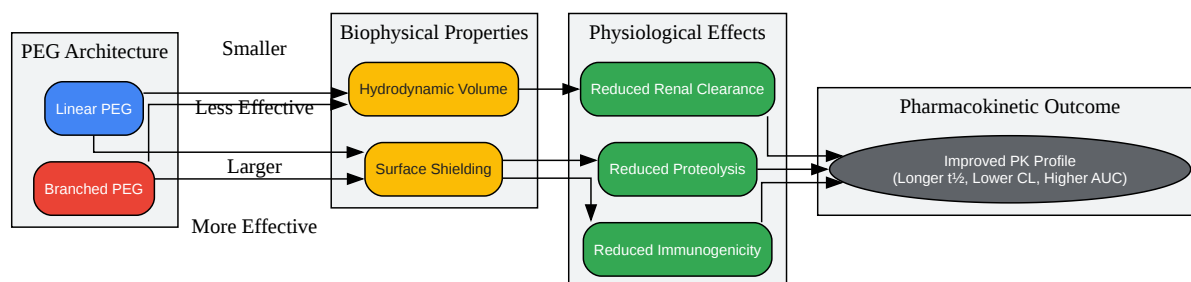 PEG Architecture
Linear PEG
Branched PEG
Smaller
Less Effective
Larger
More Effective
Biophysical Properties
Hydrodynamic Volume
Surface Shielding
Physiological Effects
Reduced Renal Clearance
Reduced Proteolysis
Reduced Immunogenicity
Pharmacokinetic Outcome
Improved PK Profile
(Longer t½, Lower CL, Higher AUC)